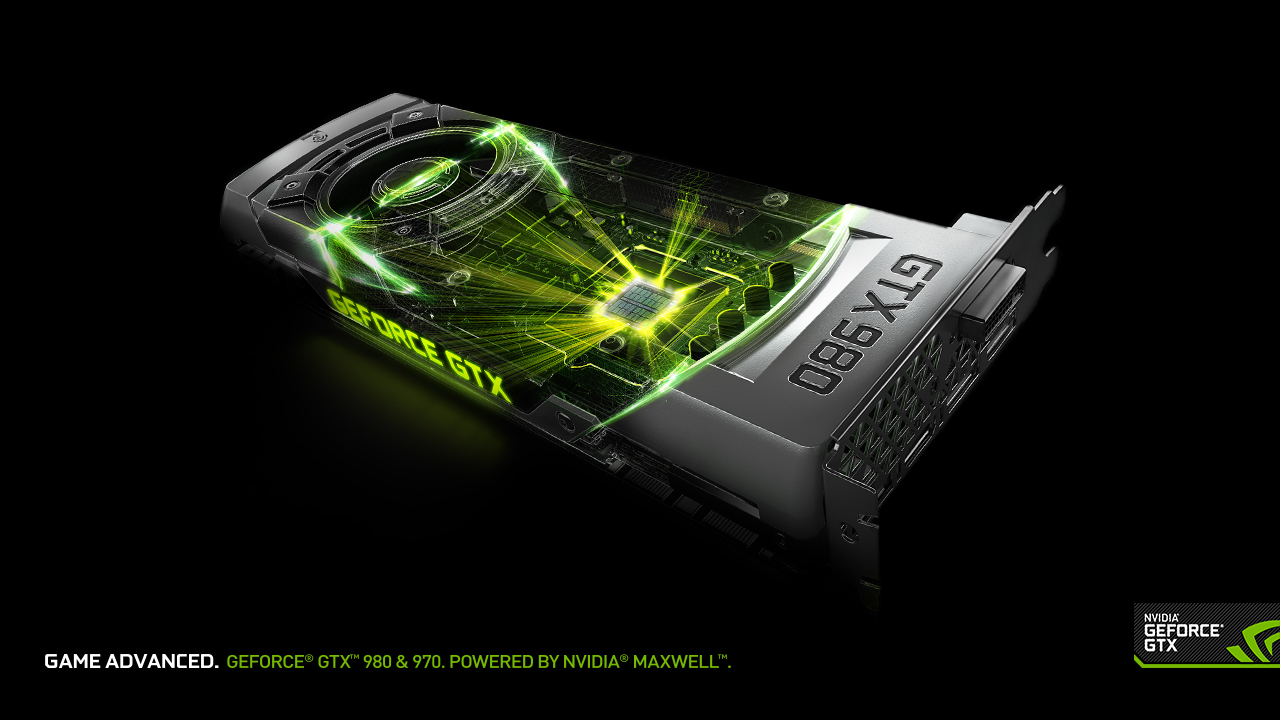 GEFORCE GTX
GTX 980
GAME ADVANCED. GEFORCE® GTX™ 980 & 970. POWERED BY NVIDIA® MAXWELL™.
NVIDIA®
GEFORCE®
GTX